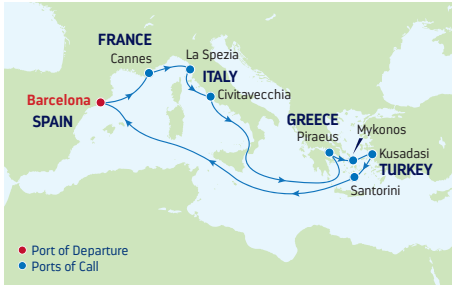 FRANCE
Cannes
La Spezia
ITALY
Civitavecchia
Barcelona
SPAIN
GREECE
Piraeus
Mykonos
Kusadasi
TURKEY
Santorini
Port of Departure
Ports of Call